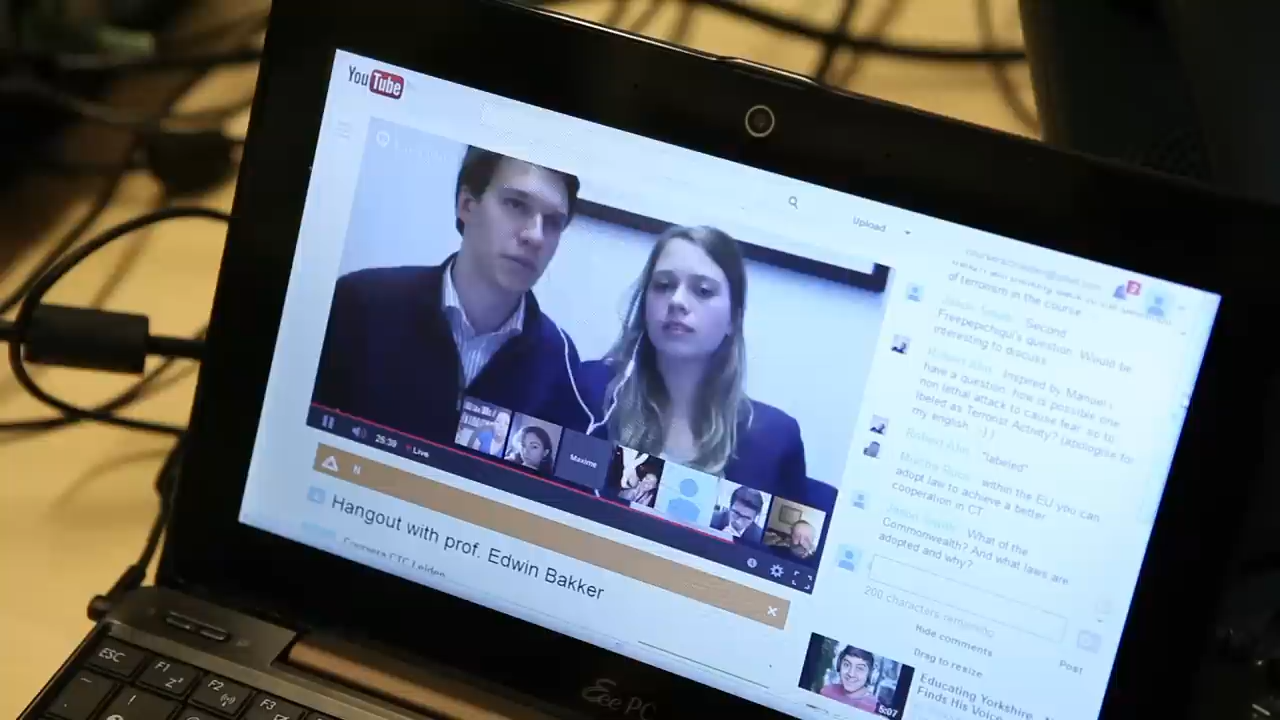 YouTube
Upload
2
of terrorism in the course
Second
Freepepchigui's question. Would be
interesting to discuss
Inspired by Manuel
have a question, how is possible one
non lethal attack to cause fear, so to
beled as Terrorist Activity? (apologise for
my english :-) )
"labeled"
within the EU you can
adopt law to achieve a better
cooperation in CT
What of the
Commonwealth? And what laws are
adopted and why?
200 characters remaining
Hide comments
Post
Drag to resize
Educating Yorkshire
Finds His Voice
5:07
Maxime
Live
N
Hangout with prof. Edwin Bakker
Coursera CTC Leiden
Eee PC
ESC
F1
F2
F3
!